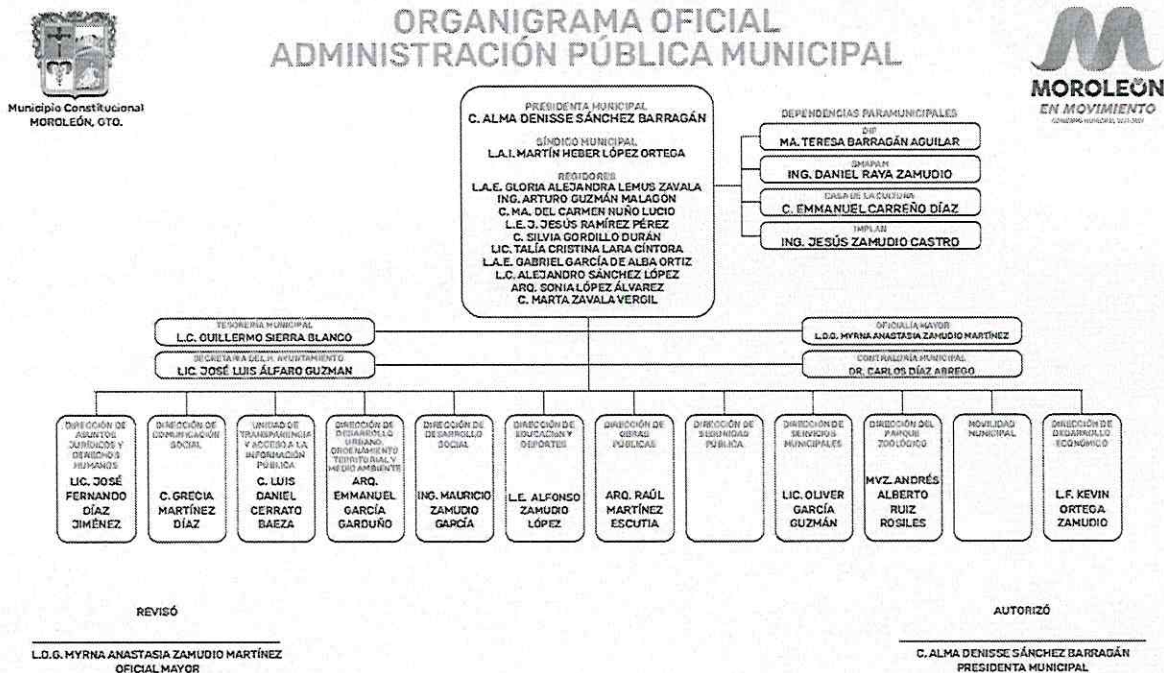 ORGANIGRAMA OFICIAL
ADMINISTRACIÓN PÚBLICA MUNICIPAL
Municipio Constitucional
MOROLEÓN, GTO.
MOROLEÓN
EN MOVIMIENTO
PRESIDENTA MUNICIPAL
C. ALMA DENISSE SÁNCHEZ BARRAGÁN
SÍNDICO MUNICIPAL
L.A.I. MARTÍN HEBER LÓPEZ ORTEGA
REGIDORES
L.A.E. GLORIA ALEJANDRA LEMUS ZAVALA
ING. ARTURO GUZMÁN MALAGÓN
C. MA. DEL CARMEN NUÑO LUCIO
L.E. J. JESÚS RAMÍREZ PÉREZ
C. SILVIA GORDILLO DURÁN
LIC. TALÍA CRISTINA LARA CÍNTORA
L.A.E. GABRIEL GARCÍA DE ALBA ORTIZ
L.C. ALEJANDRO SÁNCHEZ LÓPEZ
ARQ. SONIA LÓPEZ ÁLVAREZ
C. MARTA ZAVALA VERGIL
DEPENDENCIAS PARAMUNICIPALES
DIF
MA. TERESA BARRAGÁN AGUILAR
SMAPAM
ING. DANIEL RAYA ZAMUDIO
CASA DE LA CULTURA
C. EMMANUEL CARREÑO DÍAZ
IMPLAN
ING. JESÚS ZAMUDIO CASTRO
TESORERÍA MUNICIPAL
L.C. GUILLERMO SIERRA BLANCO
OFICIALÍA MAYOR
L.D.G. MYRNA ANASTASIA ZAMUDIO MARTÍNEZ
SECRETARIA DEL H. AYUNTAMIENTO
LIC. JOSÉ LUIS ÁLFARO GUZMAN
CONTRALORÍA MUNICIPAL
DR. CARLOS DÍAZ ABREGO
DIRECCIÓN DE
ASUNTOS
JURÍDICOS Y
DERECHOS
HUMANOS
LIC. JOSÉ
FERNANDO
DÍAZ
JIMÉNEZ
DIRECCIÓN DE
COMUNICACIÓN
SOCIAL
C. GRECIA
MARTÍNEZ
DÍAZ
UNIDAD DE
TRANSPARENCIA
Y ACCESO A LA
INFORMACIÓN
PÚBLICA
C. LUIS
DANIEL
CERRATO
BAEZA
DIRECCIÓN DE
DESARROLLO
URBANO,
ORDENAMIENTO
TERRITORIAL Y
MEDIO AMBIENTE
ARQ.
EMMANUEL
GARCÍA
GARDUÑO
DIRECCIÓN DE
DESARROLLO
SOCIAL
ING. MAURICIO
ZAMUDIO
GARCÍA
DIRECCIÓN DE
EDUCACIÓN Y
DEPORTES
L.E. ALFONSO
ZAMUDIO
LÓPEZ
DIRECCIÓN DE
OBRAS
PÚBLICAS
ARQ. RAÚL
MARTÍNEZ
ESCUTIA
DIRECCIÓN DE
SEGURIDAD
PÚBLICA
DIRECCIÓN DE
SERVICIOS
MUNICIPALES
LIC. OLIVER
GARCÍA
GUZMÁN
DIRECCIÓN DEL
PARQUE
ZOOLÓGICO
MVZ. ANDRÉS
ALBERTO
RUIZ
ROSILES
MOVILIDAD
MUNICIPAL
DIRECCIÓN DE
DESARROLLO
ECONÓMICO
L.F. KEVIN
ORTEGA
ZAMUDIO
REVISÓ
L.D.G. MYRNA ANASTASIA ZAMUDIO MARTÍNEZ
OFICIAL MAYOR
AUTORIZÓ
C. ALMA DENISSE SÁNCHEZ BARRAGÁN
PRESIDENTA MUNICIPAL